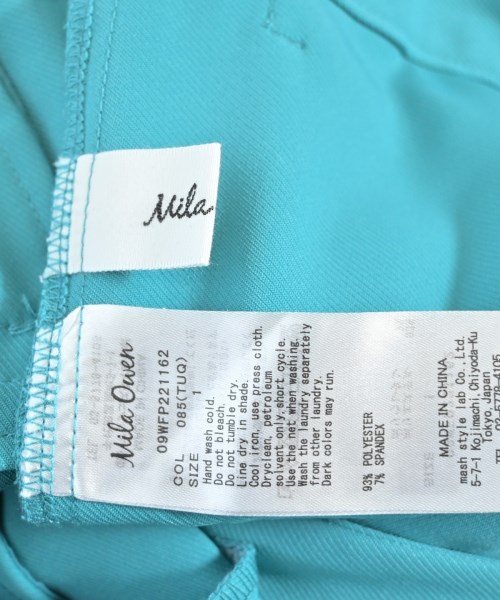 Mila
Mila Owen
09WFP221162
COL 085(TUQ)
SIZE 1
Hand wash cold.
Do not bleach.
Do not tumble dry.
Line dry in shade.
Cool iron, use press cloth.
Dryclean, petroleum
solvent only short cycle.
Use the net when washing.
Wash the laundry separately
from other laundry.
Dark colors may run.
93% POLYESTER
7% SPANDEX
MADE IN CHINA
mash style lab Co.,Ltd.
5-7-1 Kojimachi,Chiyoda-Ku
Tokyo,Japan